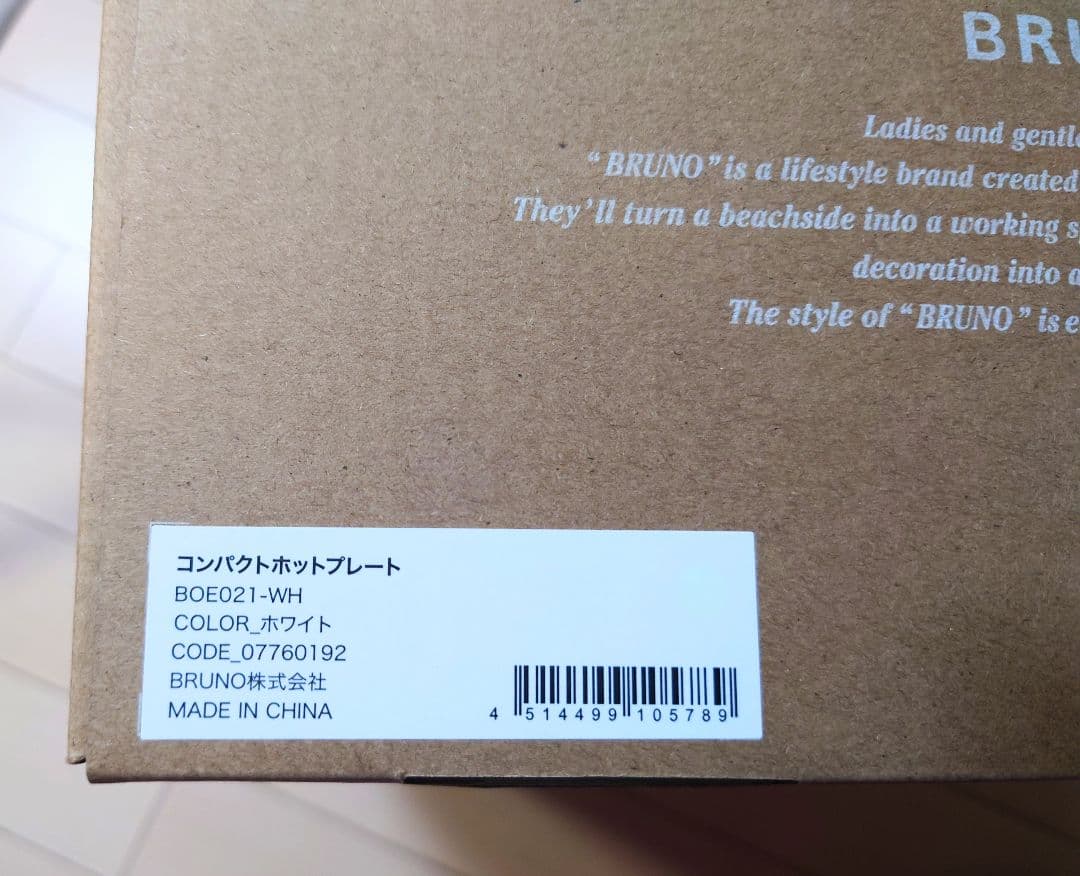 BRU
Ladies and gentle
“BRUNO” is a lifestyle brand created
They’ll turn a beachside into a working
decoration into a
The style of “BRUNO” is e
コンパクトホットプレート
BOE021-WH
COLOR_ホワイト
CODE_07760192
BRUNO株式会社
MADE IN CHINA
4 514499 105789